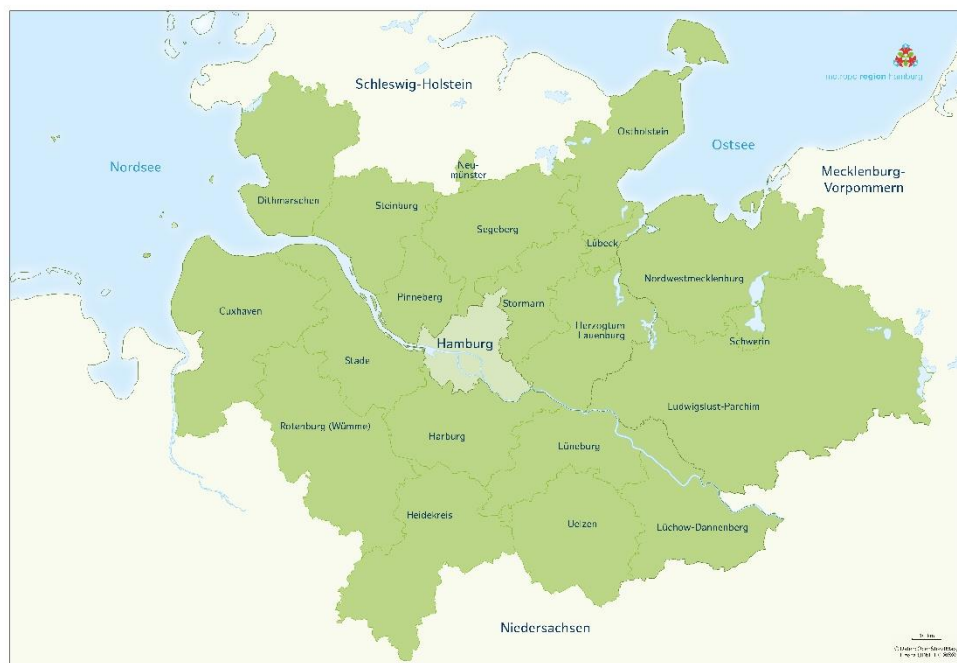 Schleswig-Holstein
metropolregion hamburg
Ostholstein
Ostsee
Nordsee
Mecklenburg-
Vorpommern
Neu-
münster
Dithmarschen
Steinburg
Segeberg
Lübeck
Nordwestmecklenburg
Pinneberg
Stormarn
Cuxhaven
Herzogtum
Lauenburg
Hamburg
Schwerin
Stade
Ludwigslust-Parchim
Rotenburg (Wümme)
Harburg
Lüneburg
Heidekreis
Uelzen
Lüchow-Dannenberg
Niedersachsen